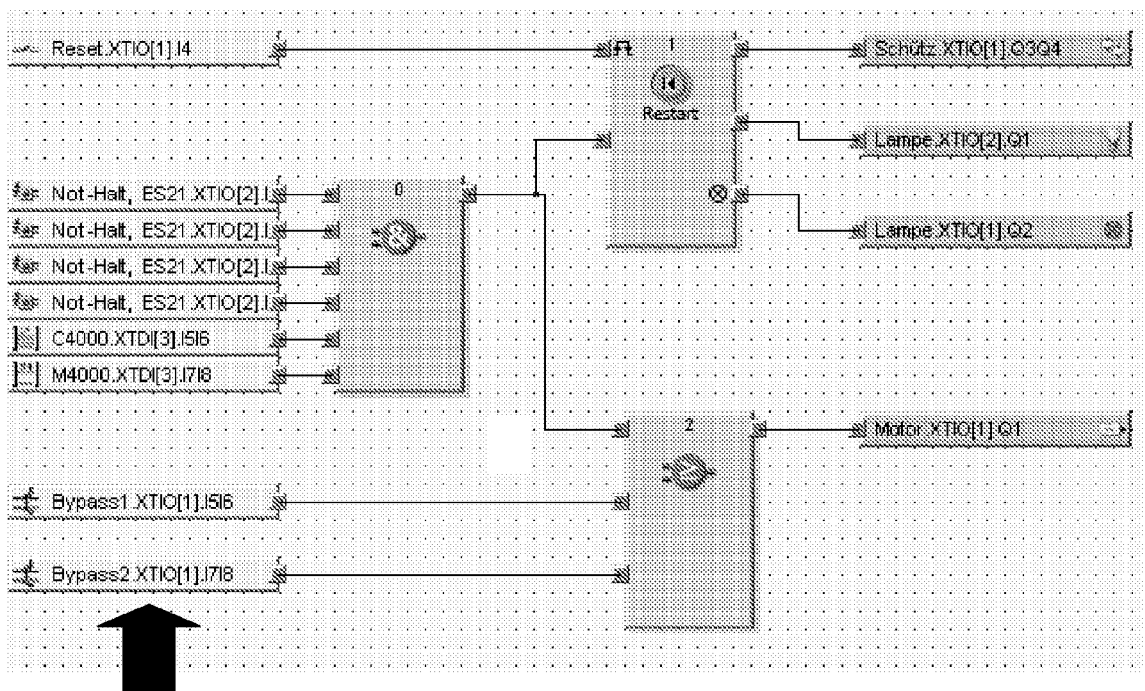 Reset.XTIO[1].I4
1
Restart
Schütz.XTIO[1].Q3Q4
Lampe.XTIO[2].Q1
Lampe.XTIO[1].Q2
Not-Halt, ES21.XTIO[2].I
Not-Halt, ES21.XTIO[2].I
Not-Halt, ES21.XTIO[2].I
Not-Halt, ES21.XTIO[2].I
C4000.XTDI[3].I5I6
M4000.XTDI[3].I7I8
0
2
Motor.XTIO[1].Q1
Bypass1.XTIO[1].I5I6
Bypass2.XTIO[1].I7I8